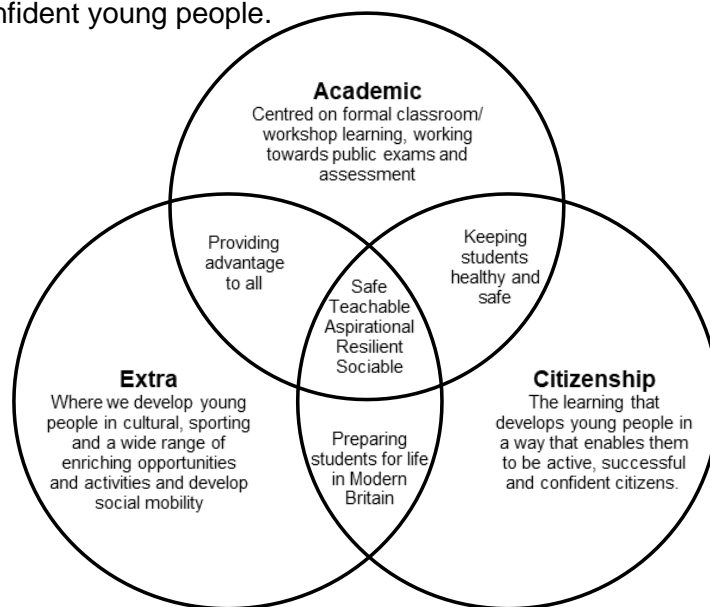 nfident young people.
Academic
Centred on formal classroom/
workshop learning, working
towards public exams and
assessment
Providing
advantage
to all
Keeping
students
healthy and
safe
Safe
Teachable
Aspirational
Resilient
Sociable
Extra
Where we develop young
people in cultural, sporting
and a wide range of
enriching opportunities
and activities and develop
social mobility
Preparing
students for life
in Modern
Britain
Citizenship
The learning that
develops young people in
a way that enables them
to be active, successful
and confident citizens.